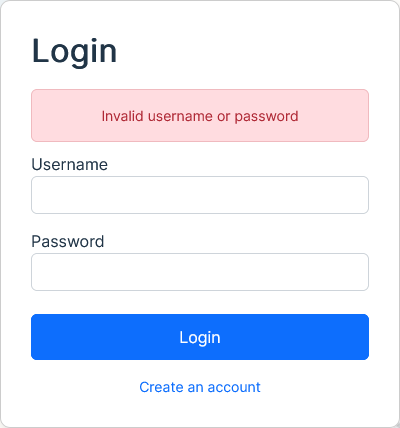 Login
Invalid username or password
Username
Password
Login
Create an account